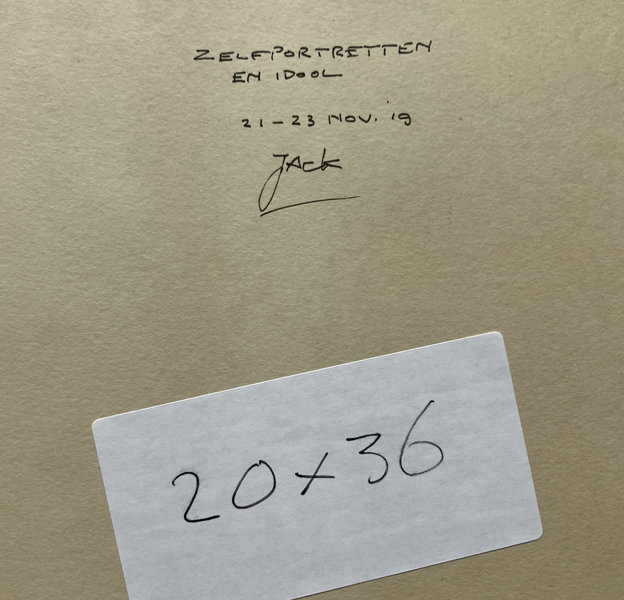 ZELFPORTRETTEN
EN IDOOL
21-23 NOV. '19
Jack
20x36